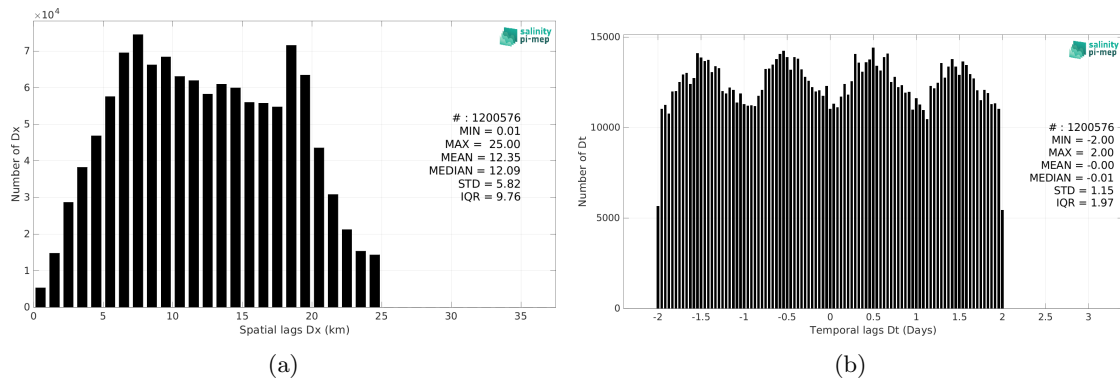 ×10⁴
salinity
pi-mep
7
6
5
4
3
2
1
0
Number of Dx
# : 1200576
MIN = 0.01
MAX = 25.00
MEAN = 12.35
MEDIAN = 12.09
STD = 5.82
IQR = 9.76
0 5 10 15 20 25 30 35
Spatial lags Dx (km)
(a)
15000
10000
5000
0
Number of Dt
salinity
pi-mep
# : 1200576
MIN = -2.00
MAX = 2.00
MEAN = -0.00
MEDIAN = -0.01
STD = 1.15
IQR = 1.97
-2 -1.5 -1 -0.5 0 0.5 1 1.5 2 2.5 3
Temporal lags Dt (Days)
(b)